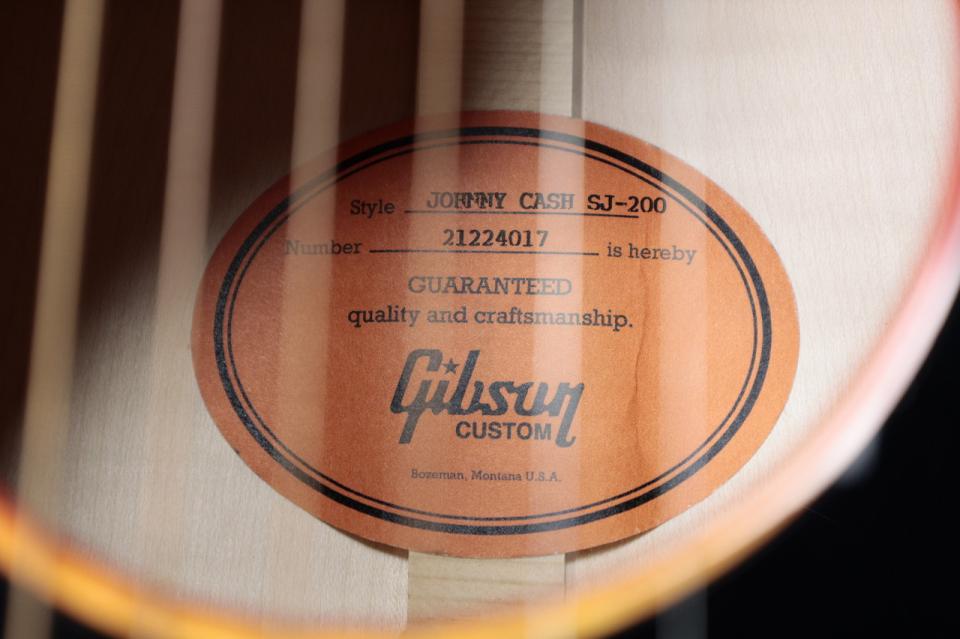 Style JOHNNY CASH SJ-200
Number 21224017 is hereby
GUARANTEED
quality and craftsmanship.
Gibson
CUSTOM
Bozeman, Montana U.S.A.